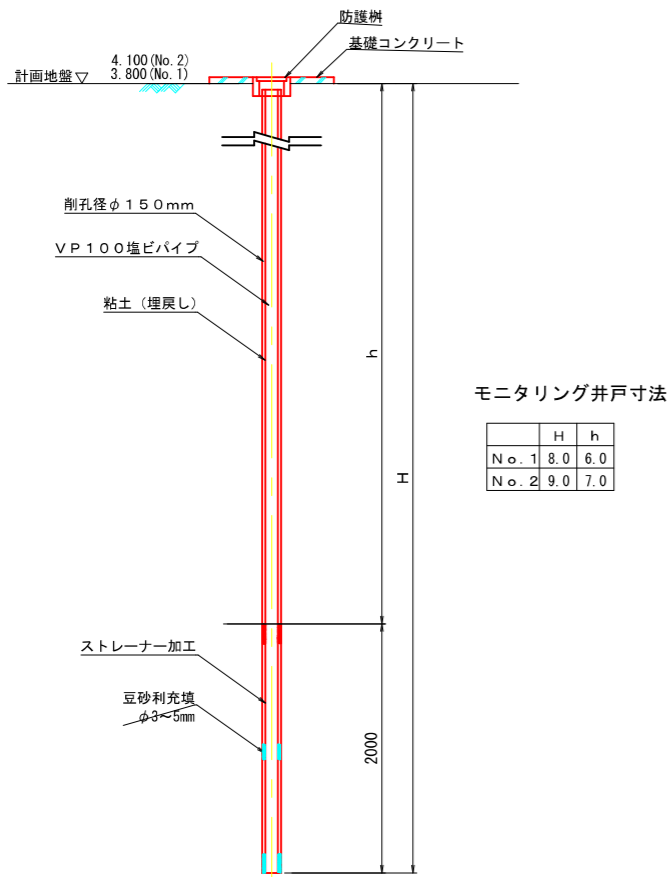 防護桝
基礎コンクリート
4.100(No.2)
計画地盤▽ 3.800(No.1)
削孔径φ150mm
VP100塩ビパイプ
粘土（埋戻し）
h
H
モニタリング井戸寸法
H h
No.1 8.0 6.0
No.2 9.0 7.0
ストレーナー加工
豆砂利充填
φ3～5mm
2000